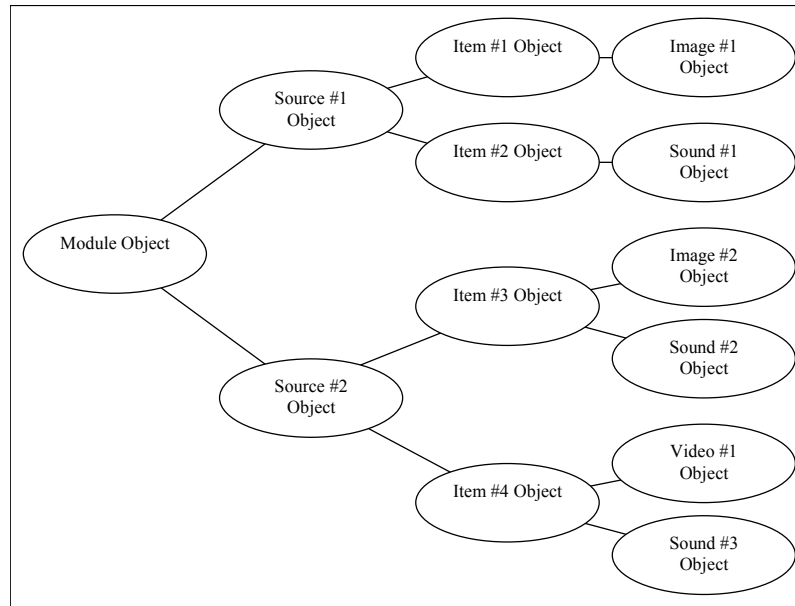 Item #1 Object
Image #1
Object
Source #1
Object
Item #2 Object
Sound #1
Object
Module Object
Image #2
Object
Item #3 Object
Sound #2
Object
Source #2
Object
Video #1
Object
Item #4 Object
Sound #3
Object